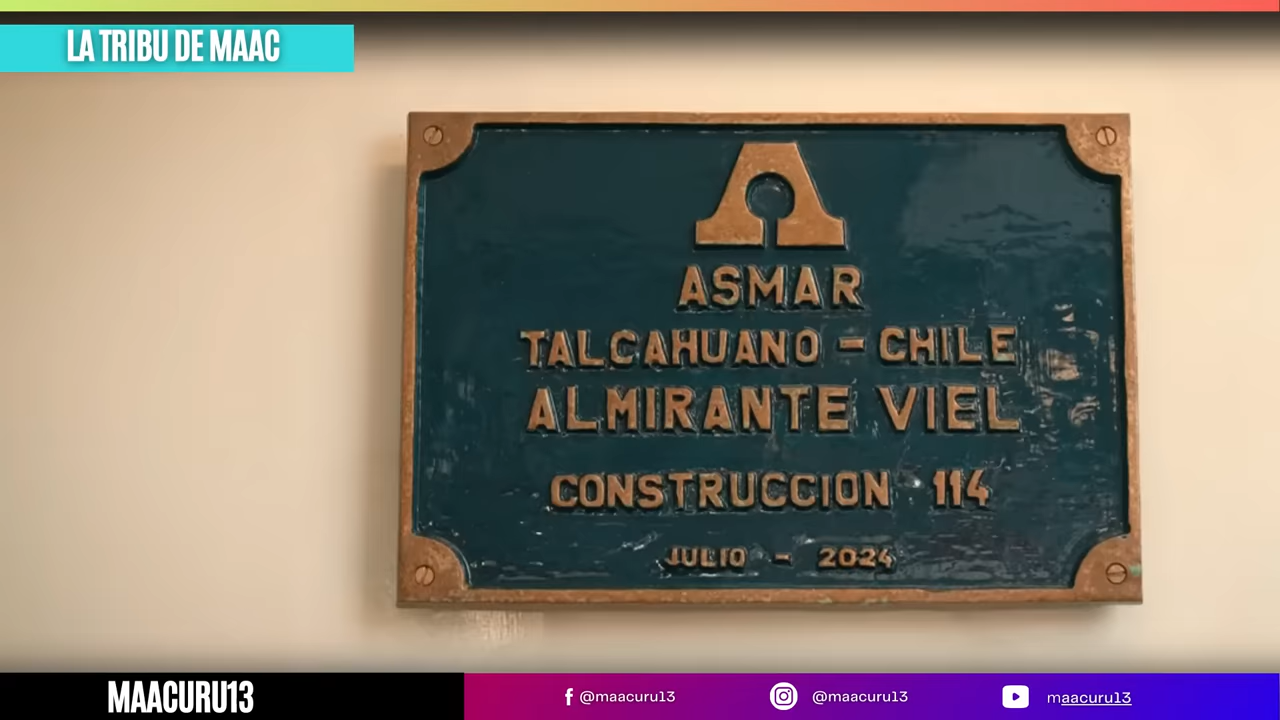 LA TRIBU DE MAAC
ASMAR
TALCAHUANO - CHILE
ALMIRANTE VIEL
CONSTRUCCION 114
JULIO - 2024
MAACURU13
@maacuru13
@maacuru13
maacuru13